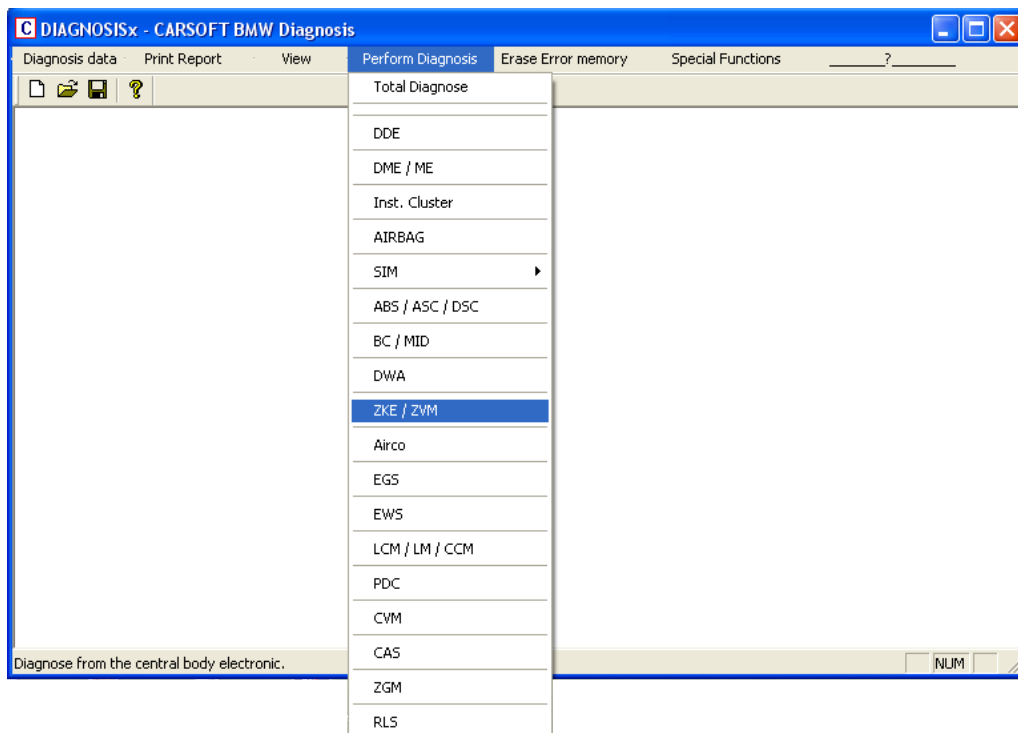 C DIAGNOSISx - CARSOFT BMW Diagnosis
Diagnosis data Print Report View Perform Diagnosis Erase Error memory Special Functions ________?________
Total Diagnose
DDE
DME / ME
Inst. Cluster
AIRBAG
SIM
ABS / ASC / DSC
BC / MID
DWA
ZKE / ZVM
Airco
EGS
EWS
LCM / LM / CCM
PDC
CVM
CAS
ZGM
RLS
Diagnose from the central body electronic.
NUM